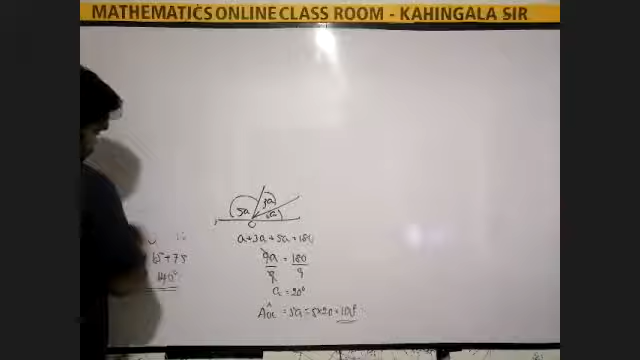 MATHEMATICS ONLINE CLASS ROOM - KAHINGALA SIR
5a 3a a
O
a+3a+5a=180
9a/9 = 180/9
a = 20°
65+75
140°
AÔC = 5a = 5×20 = 100°